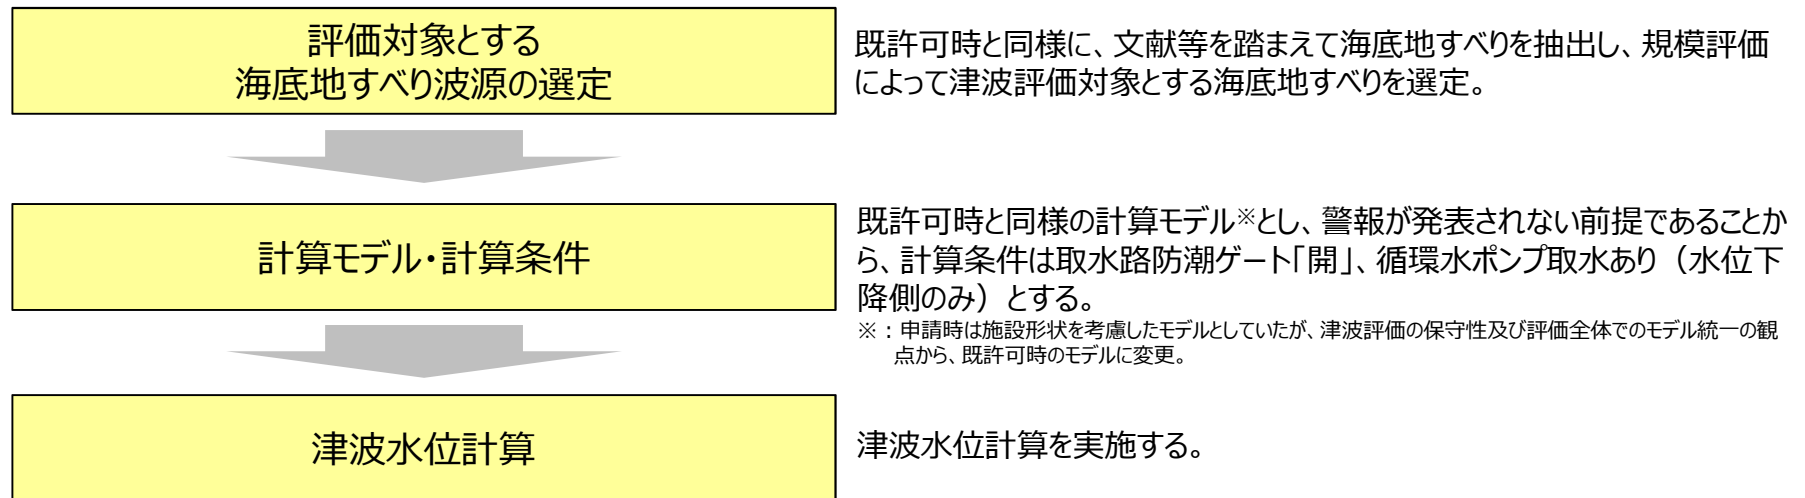 評価対象とする
海底地すべり波源の選定
既許可時と同様に、文献等を踏まえて海底地すべりを抽出し、規模評価
によって津波評価対象とする海底地すべりを選定。
計算モデル・計算条件
既許可時と同様の計算モデル※とし、警報が発表されない前提であることか
ら、計算条件は取水路防潮ゲート「開」、循環水ポンプ取水あり（水位下
降側のみ）とする。
※：申請時は施設形状を考慮したモデルとしていたが、津波評価の保守性及び評価全体でのモデル統一の観
点から、既許可時のモデルに変更。
津波水位計算
津波水位計算を実施する。